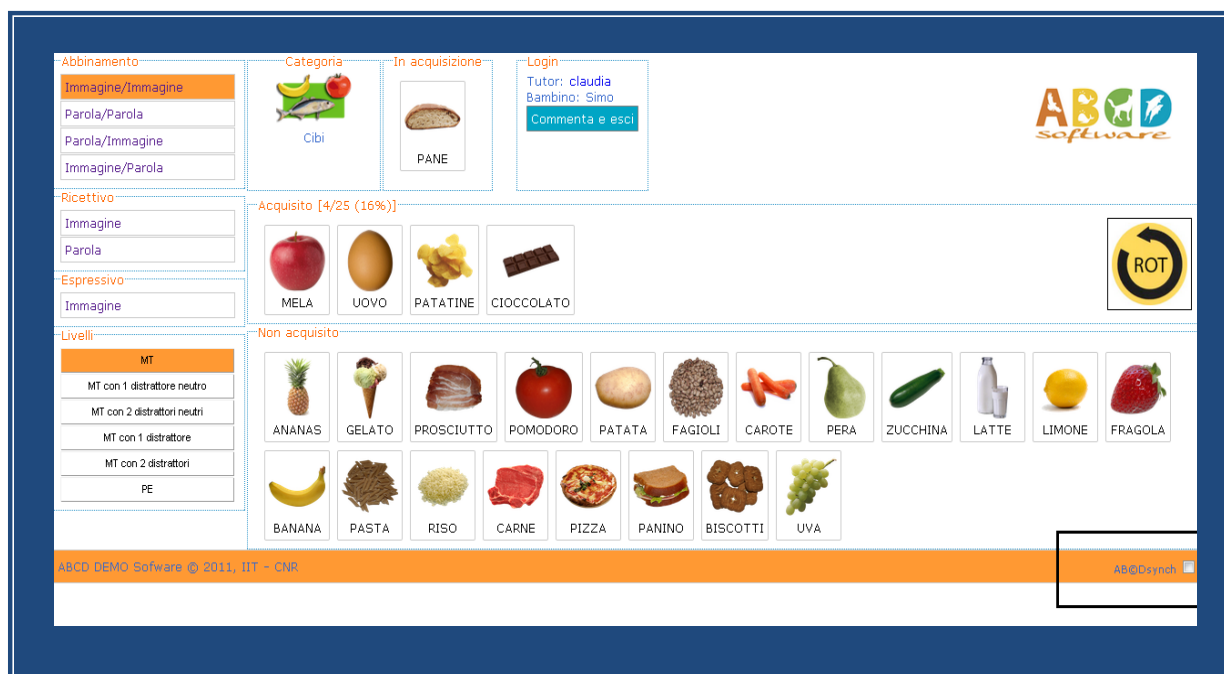 Abbinamento
Immagine/Immagine
Parola/Parola
Parola/Immagine
Immagine/Parola
Categoria
Cibi
In acquisizione
PANE
Login
Tutor: claudia
Bambino: Simo
Commenta e esci
ABCD
software
Ricettivo
Immagine
Parola
Espressivo
Immagine
Livelli
MT
MT con 1 distrattore neutro
MT con 2 distrattori neutri
MT con 1 distrattore
MT con 2 distrattori
PE
Acquisito [4/25 (16%)]
MELA UOVO PATATINE CIOCCOLATO
ROT
Non acquisito
ANANAS GELATO PROSCIUTTO POMODORO PATATA FAGIOLI CAROTE PERA ZUCCHINA LATTE LIMONE FRAGOLA
BANANA PASTA RISO CARNE PIZZA PANINO BISCOTTI UVA
ABCD DEMO Sofware © 2011, IIT - CNR
AB©Dsynch